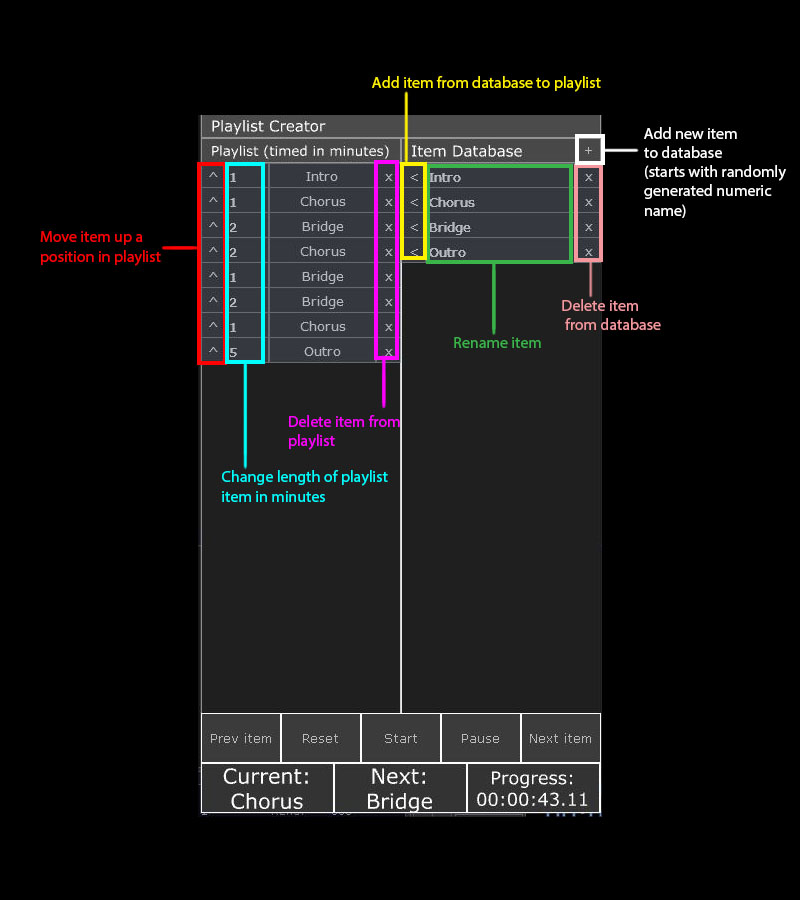 Add item from database to playlist
Playlist Creator
Playlist (timed in minutes)
Item Database
+
Add new item
to database
(starts with randomly
generated numeric
name)
^ 1 Intro x
^ 1 Chorus x
^ 2 Bridge x
^ 2 Chorus x
^ 1 Bridge x
^ 2 Bridge x
^ 1 Chorus x
^ 5 Outro x
< Intro x
< Chorus x
< Bridge x
< Outro x
Move item up a
position in playlist
Delete item
from database
Rename item
Delete item from
playlist
Change length of playlist
item in minutes
Prev item
Reset
Start
Pause
Next item
Current:
Chorus
Next:
Bridge
Progress:
00:00:43.11